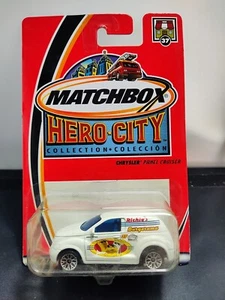 37
MATCHBOX
HERO-CITY
COLLECTION • COLECCIÓN
CHRYSLER PANEL CRUISER
Richie's